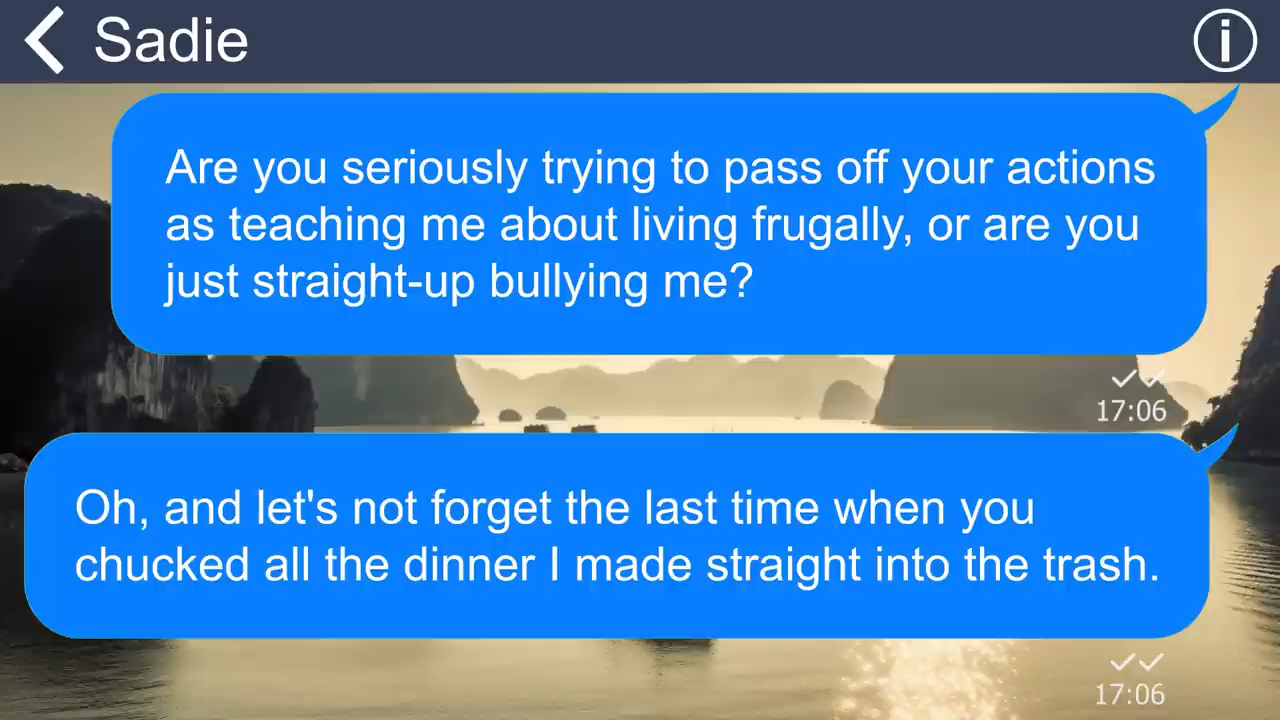 Sadie
Are you seriously trying to pass off your actions
as teaching me about living frugally, or are you
just straight-up bullying me?
17:06
Oh, and let's not forget the last time when you
chucked all the dinner I made straight into the trash.
17:06